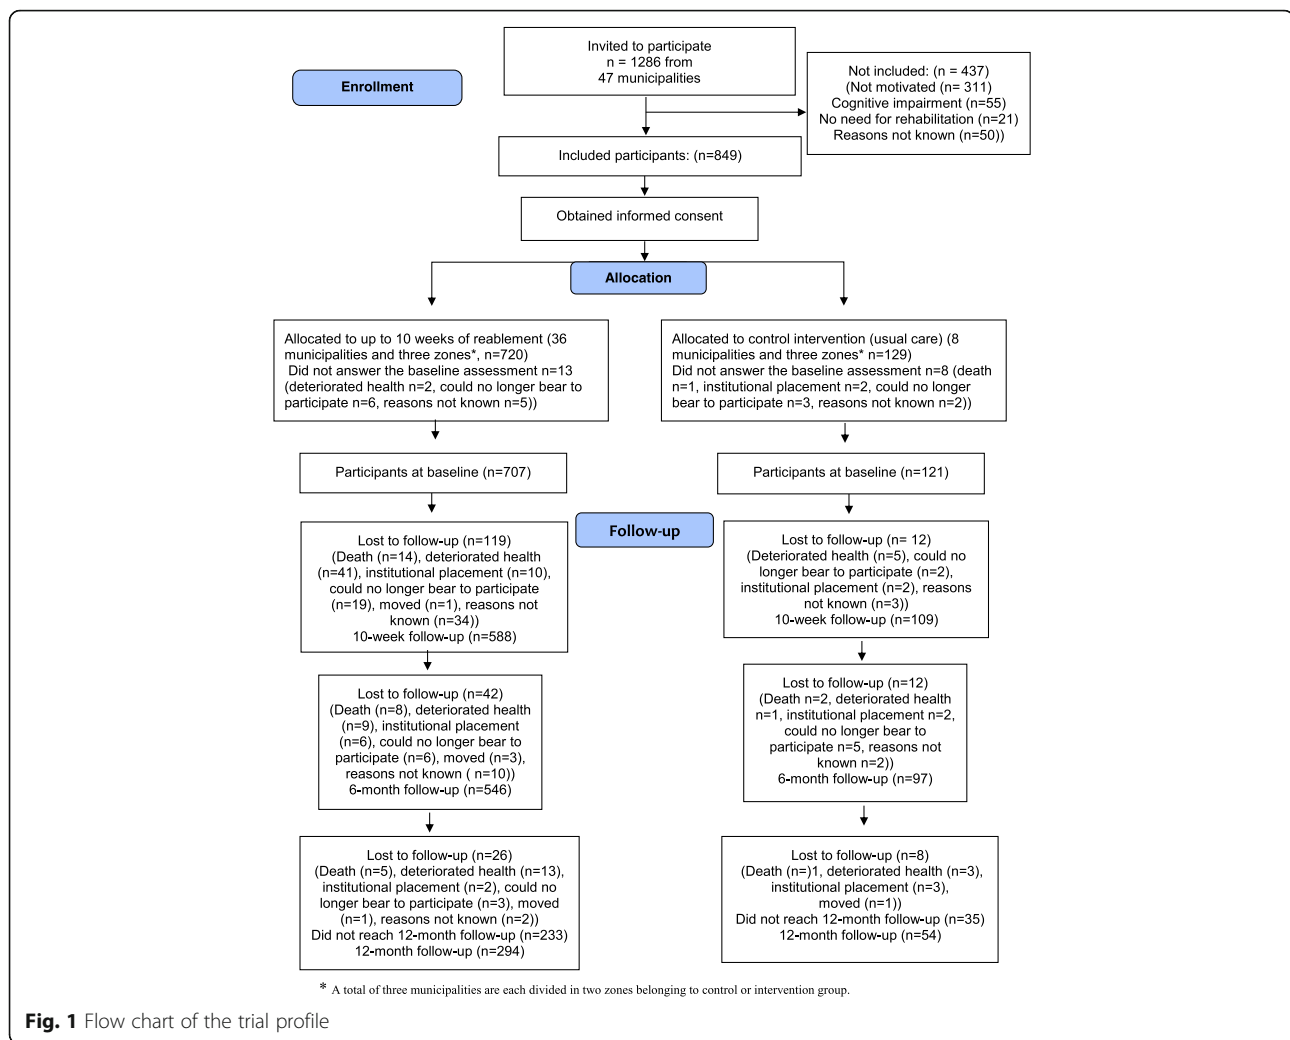 Invited to participate
n = 1286 from
47 municipalities
Enrollment
Not included: (n = 437)
(Not motivated (n= 311)
Cognitive impairment (n=55)
No need for rehabilitation (n=21)
Reasons not known (n=50))
Included participants: (n=849)
Obtained informed consent
Allocation
Allocated to up to 10 weeks of reablement (36
municipalities and three zones*, n=720)
Did not answer the baseline assessment n=13
(deteriorated health n=2, could no longer bear to
participate n=6, reasons not known n=5))
Allocated to control intervention (usual care) (8
municipalities and three zones* n=129)
Did not answer the baseline assessment n=8 (death
n=1, institutional placement n=2, could no longer
bear to participate n=3, reasons not known n=2))
Participants at baseline (n=707)
Participants at baseline (n=121)
Follow-up
Lost to follow-up (n=119)
(Death (n=14), deteriorated health
(n=41), institutional placement (n=10),
could no longer bear to participate
(n=19), moved (n=1), reasons not
known (n=34))
10-week follow-up (n=588)
Lost to follow-up (n= 12)
(Deteriorated health (n=5), could no
longer bear to participate (n=2),
institutional placement (n=2), reasons
not known (n=3))
10-week follow-up (n=109)
Lost to follow-up (n=42)
(Death (n=8), deteriorated health
(n=9), institutional placement
(n=6), could no longer bear to
participate (n=6), moved (n=3),
reasons not known ( n=10))
6-month follow-up (n=546)
Lost to follow-up (n=12)
(Death n=2, deteriorated health
n=1, institutional placement n=2,
could no longer bear to
participate n=5, reasons not
known n=2))
6-month follow-up (n=97)
Lost to follow-up (n=26)
(Death (n=5), deteriorated health (n=13),
institutional placement (n=2), could no
longer bear to participate (n=3), moved
(n=1), reasons not known (n=2))
Did not reach 12-month follow-up (n=233)
12-month follow-up (n=294)
Lost to follow-up (n=8)
(Death (n=)1, deteriorated health (n=3),
institutional placement (n=3),
moved (n=1))
Did not reach 12-month follow-up (n=35)
12-month follow-up (n=54)
* A total of three municipalities are each divided in two zones belonging to control or intervention group.
Fig. 1 Flow chart of the trial profile